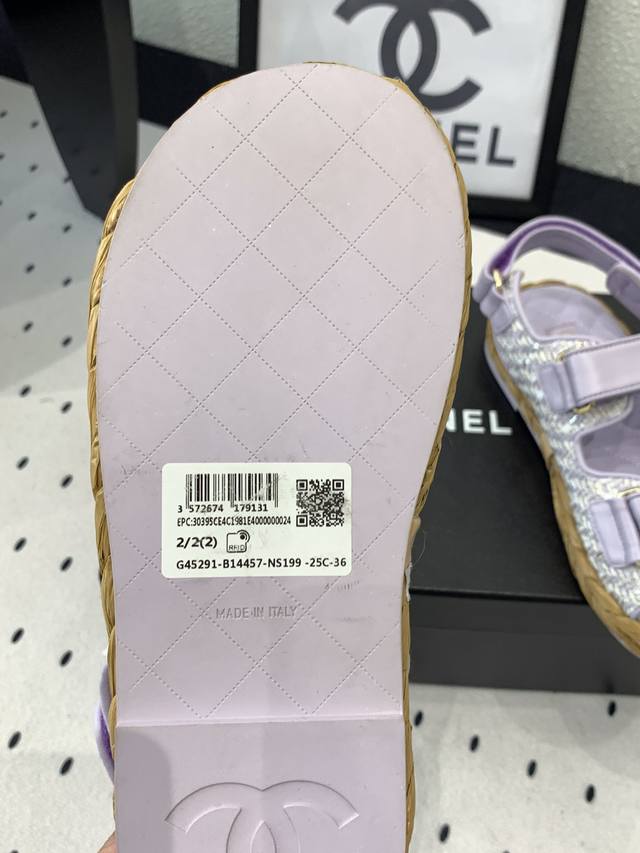 NEL
NEL
3 572674 179131
EPC:30395CE4C1981E4000000024
2/2(2)
RFID
G45291-B14457-NS199 -25C-36
MADE IN ITALY